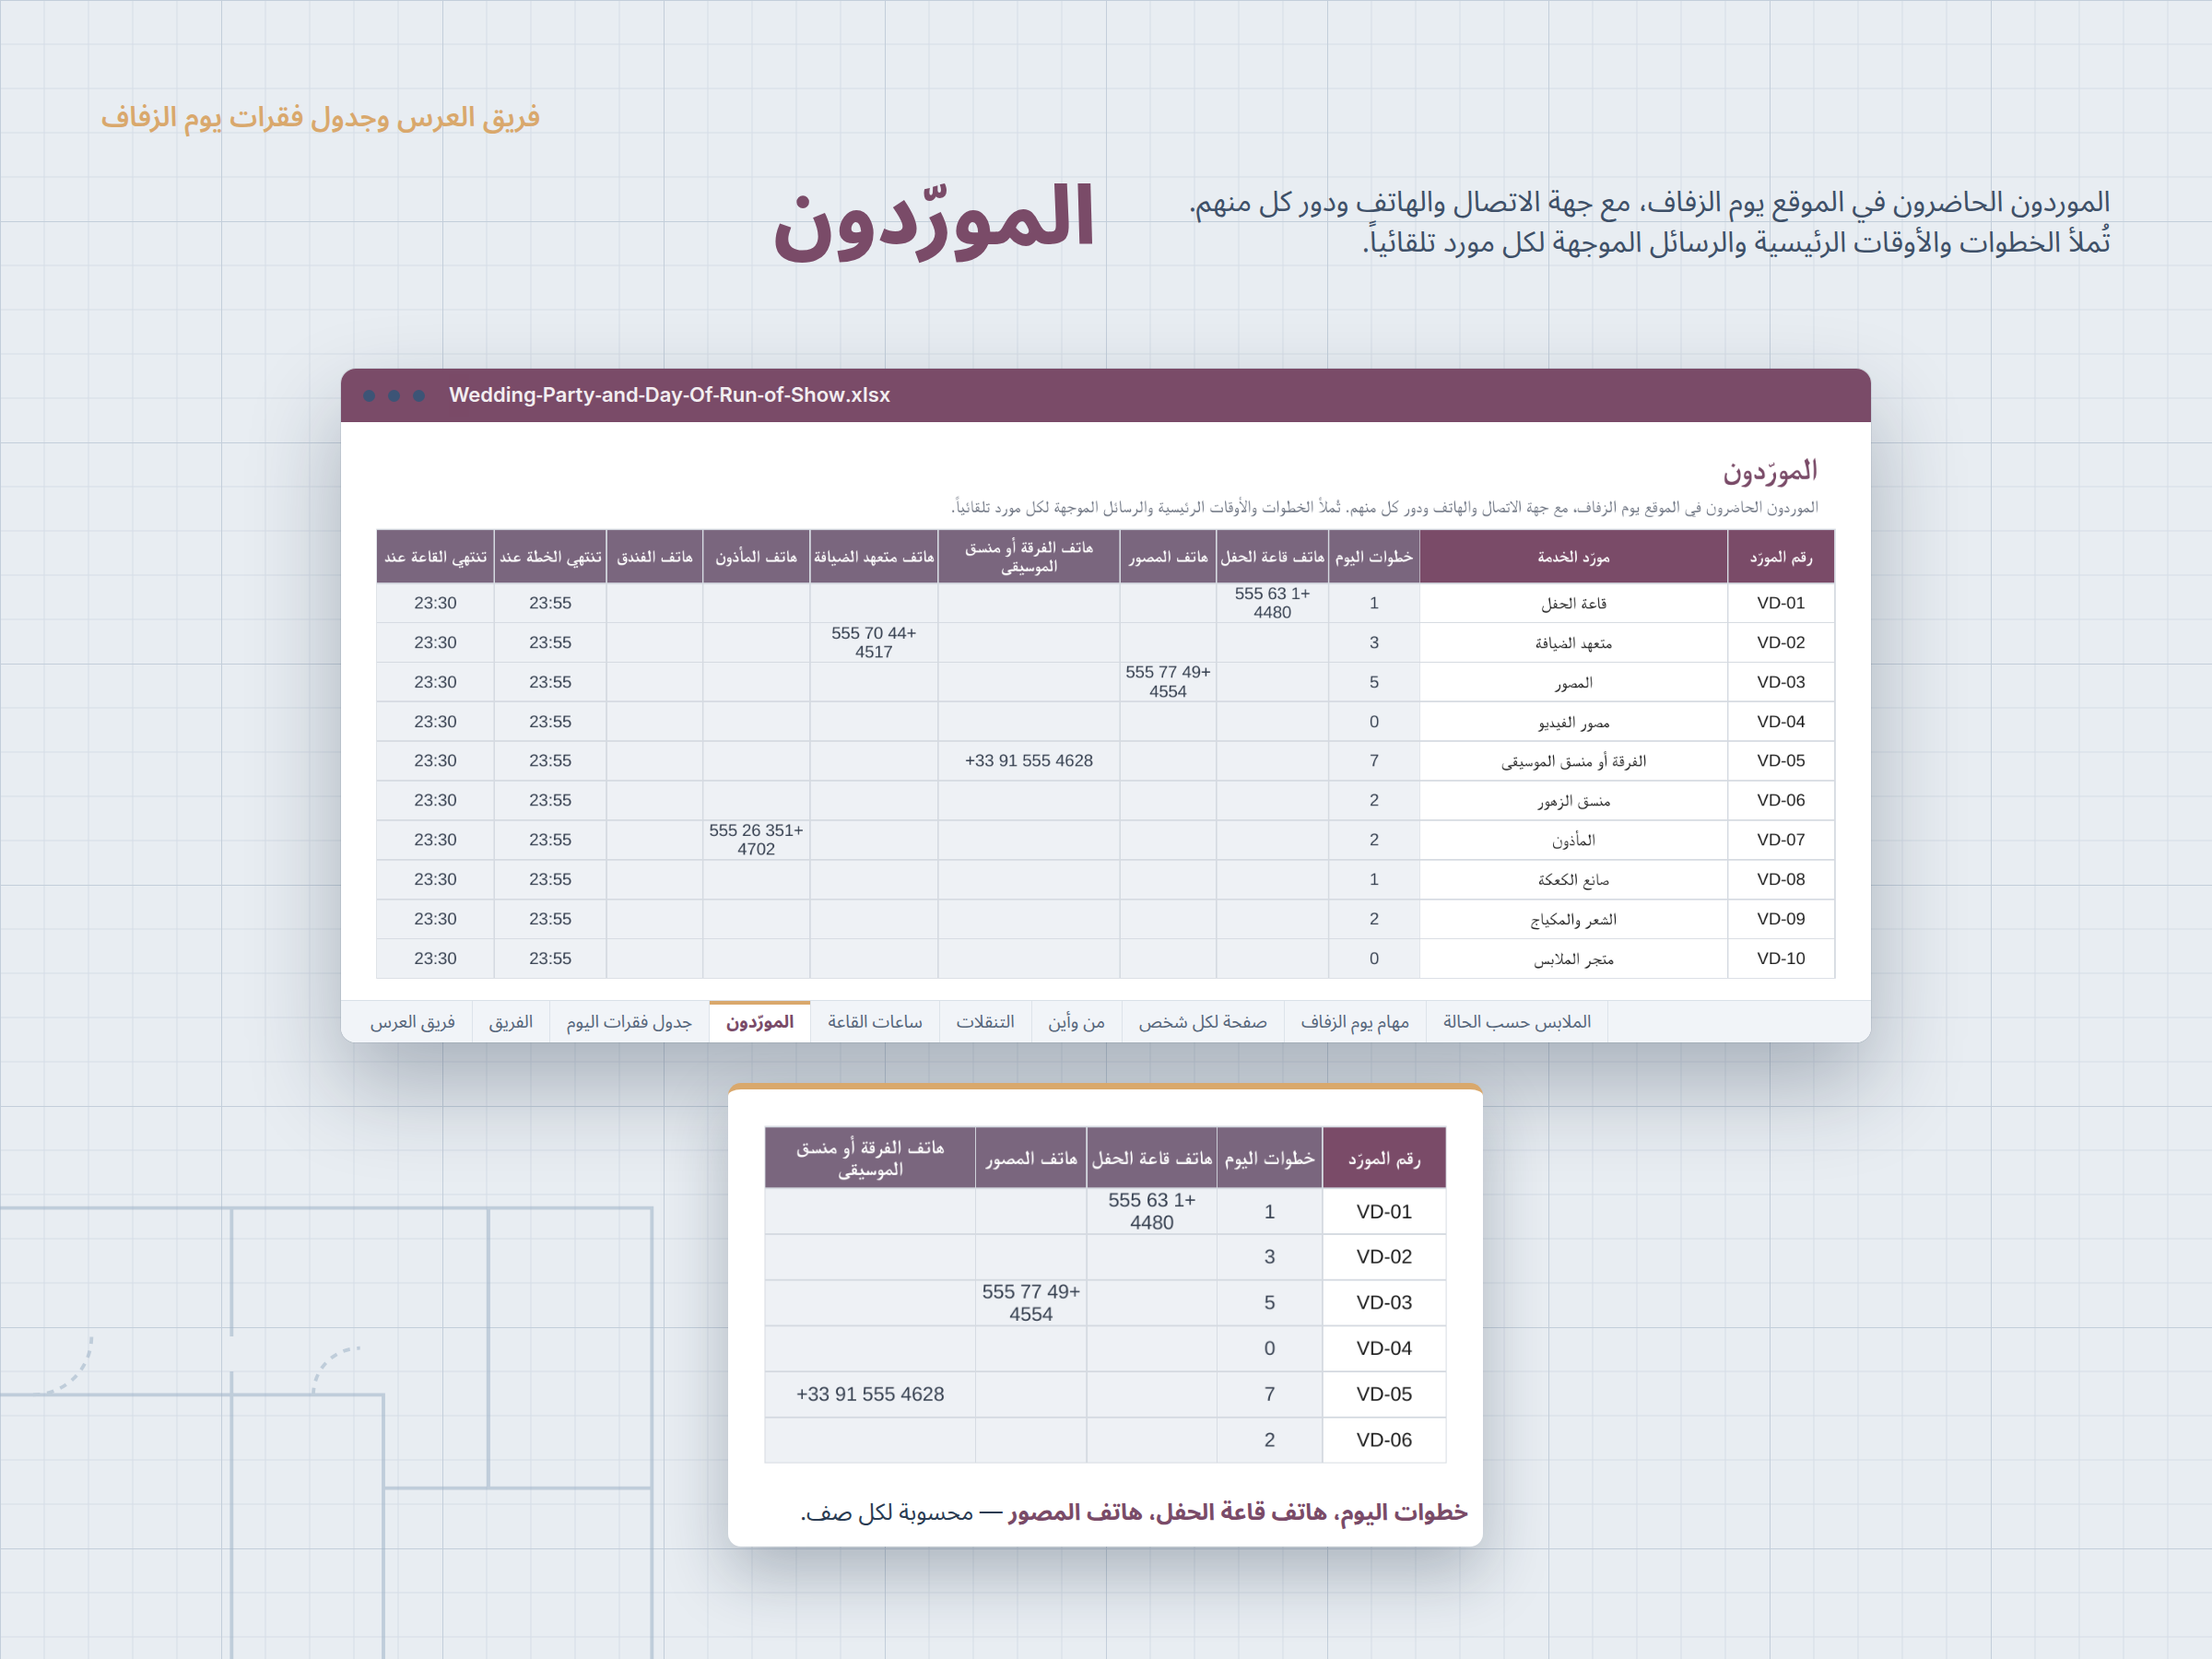 فريق العرس وجدول فقرات يوم الزفاف
المورّدون
الموردون الحاضرون في الموقع يوم الزفاف، مع جهة الاتصال والهاتف ودور كل منهم.
تُملأ الخطوات والأوقات الرئيسية والرسائل الموجهة لكل مورد تلقائياً.
Wedding-Party-and-Day-Of-Run-of-Show.xlsx
المورّدون
الموردون الحاضرون في الموقع يوم الزفاف، مع جهة الاتصال والهاتف ودور كل منهم. تُملأ الخطوات والأوقات الرئيسية والرسائل الموجهة لكل مورد تلقائياً.
رقم المورّد | مورّد الخدمة | خطوات اليوم | هاتف قاعة الحفل | هاتف المصور | هاتف الفرقة أو منسق الموسيقى | هاتف متعهد الضيافة | هاتف المأذون | هاتف الفندق | تنتهي الخطة عند | تنتهي القاعة عند
VD-01 | قاعة الحفل | 1 | +1 63 555 4480 | 23:55 | 23:30
VD-02 | متعهد الضيافة | 3 | +44 70 555 4517 | 23:55 | 23:30
VD-03 | المصور | 5 | +49 77 555 4554 | 23:55 | 23:30
VD-04 | مصور الفيديو | 0 | 23:55 | 23:30
VD-05 | الفرقة أو منسق الموسيقى | 7 | +33 91 555 4628 | 23:55 | 23:30
VD-06 | منسق الزهور | 2 | 23:55 | 23:30
VD-07 | المأذون | 2 | +351 26 555 4702 | 23:55 | 23:30
VD-08 | صانع الكعكة | 1 | 23:55 | 23:30
VD-09 | الشعر والمكياج | 2 | 23:55 | 23:30
VD-10 | متجر الملابس | 0 | 23:55 | 23:30
فريق العرس | الفريق | جدول فقرات اليوم | المورّدون | ساعات القاعة | التنقلات | من وأين | صفحة لكل شخص | مهام يوم الزفاف | الملابس حسب الحالة
رقم المورّد | خطوات اليوم | هاتف قاعة الحفل | هاتف المصور | هاتف الفرقة أو منسق الموسيقى
VD-01 | 1 | +1 63 555 4480
VD-02 | 3
VD-03 | 5 | +49 77 555 4554
VD-04 | 0
VD-05 | 7 | +33 91 555 4628
VD-06 | 2
خطوات اليوم، هاتف قاعة الحفل، هاتف المصور — محسوبة لكل صف.